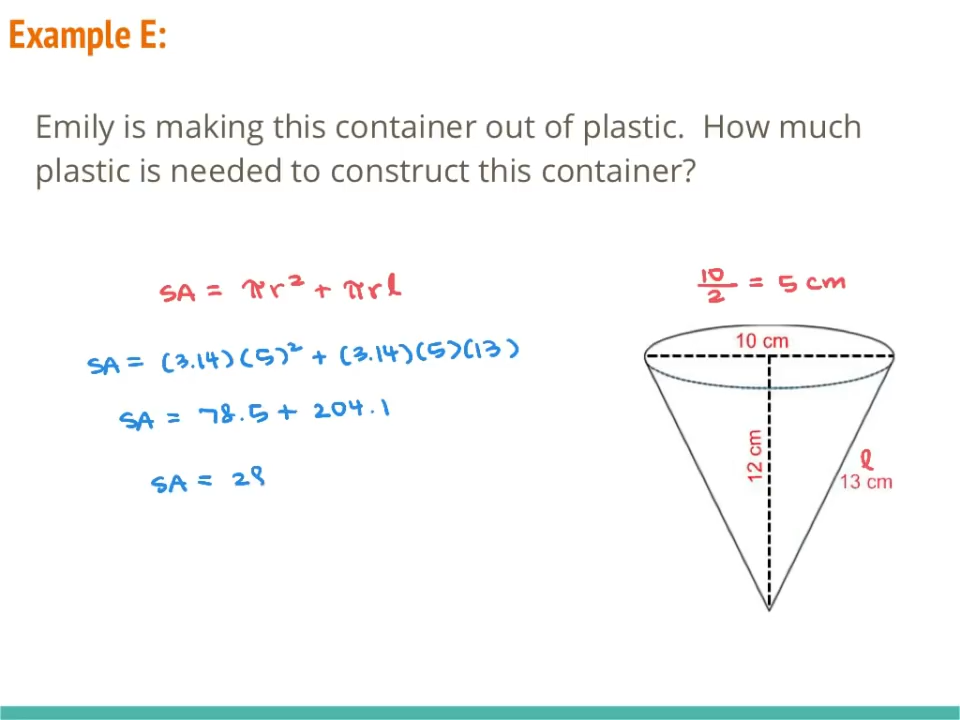 Example E:
Emily is making this container out of plastic. How much
plastic is needed to construct this container?
SA = πr² + πrl
10/2 = 5 cm
SA = (3.14)(5)² + (3.14)(5)(13)
SA = 78.5 + 204.1
SA = 28
10 cm
12 cm
l
13 cm